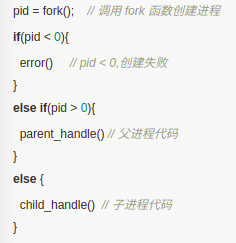 pid = fork();    // 调用 fork 函数创建进程
if(pid < 0){
error()     // pid < 0,创建失败
}
else if(pid > 0){
parent_handle() // 父进程代码
}
else {
child_handle()  // 子进程代码
}